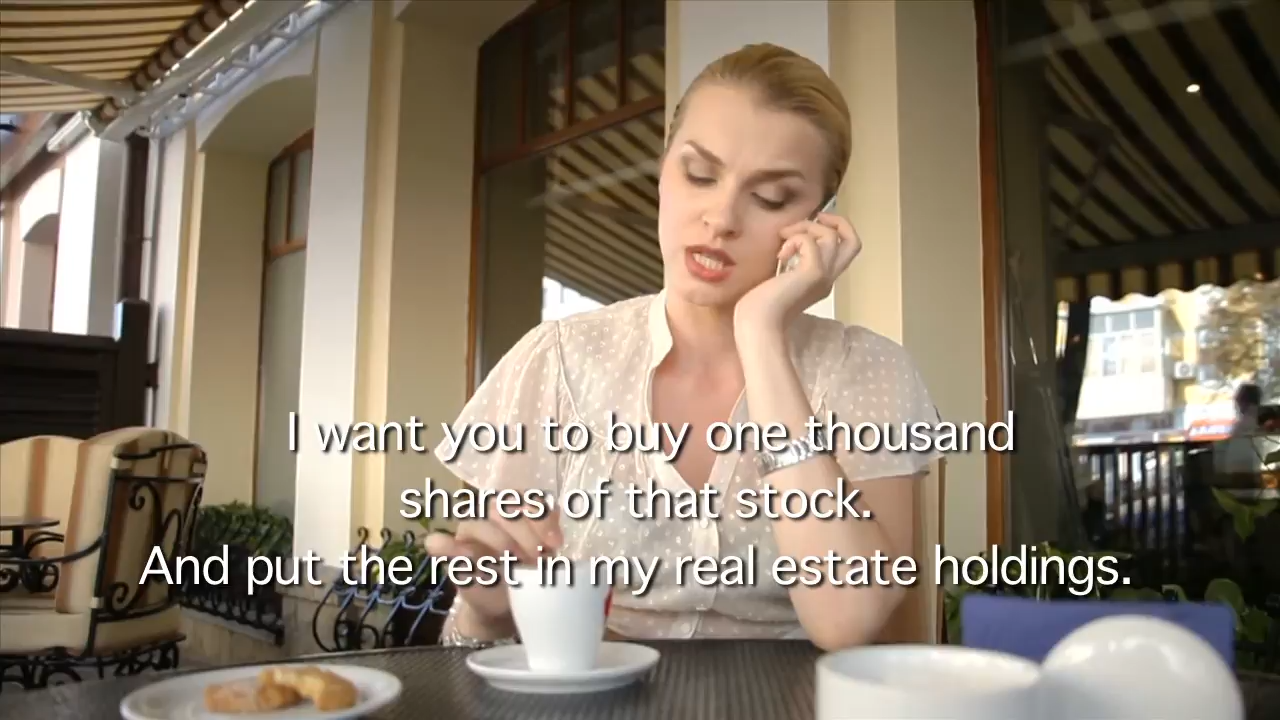 I want you to buy one thousand
shares of that stock.
And put the rest in my real estate holdings.